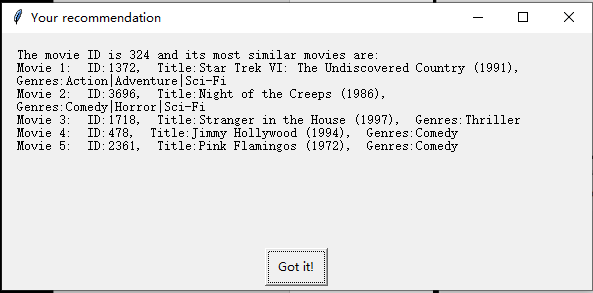 Your recommendation
The movie ID is 324 and its most similar movies are:
Movie 1:  ID:1372,  Title:Star Trek VI: The Undiscovered Country (1991),
Genres:Action|Adventure|Sci-Fi
Movie 2:  ID:3696,  Title:Night of the Creeps (1986),
Genres:Comedy|Horror|Sci-Fi
Movie 3:  ID:1718,  Title:Stranger in the House (1997),  Genres:Thriller
Movie 4:  ID:478,  Title:Jimmy Hollywood (1994),  Genres:Comedy
Movie 5:  ID:2361,  Title:Pink Flamingos (1972),  Genres:Comedy
Got it!